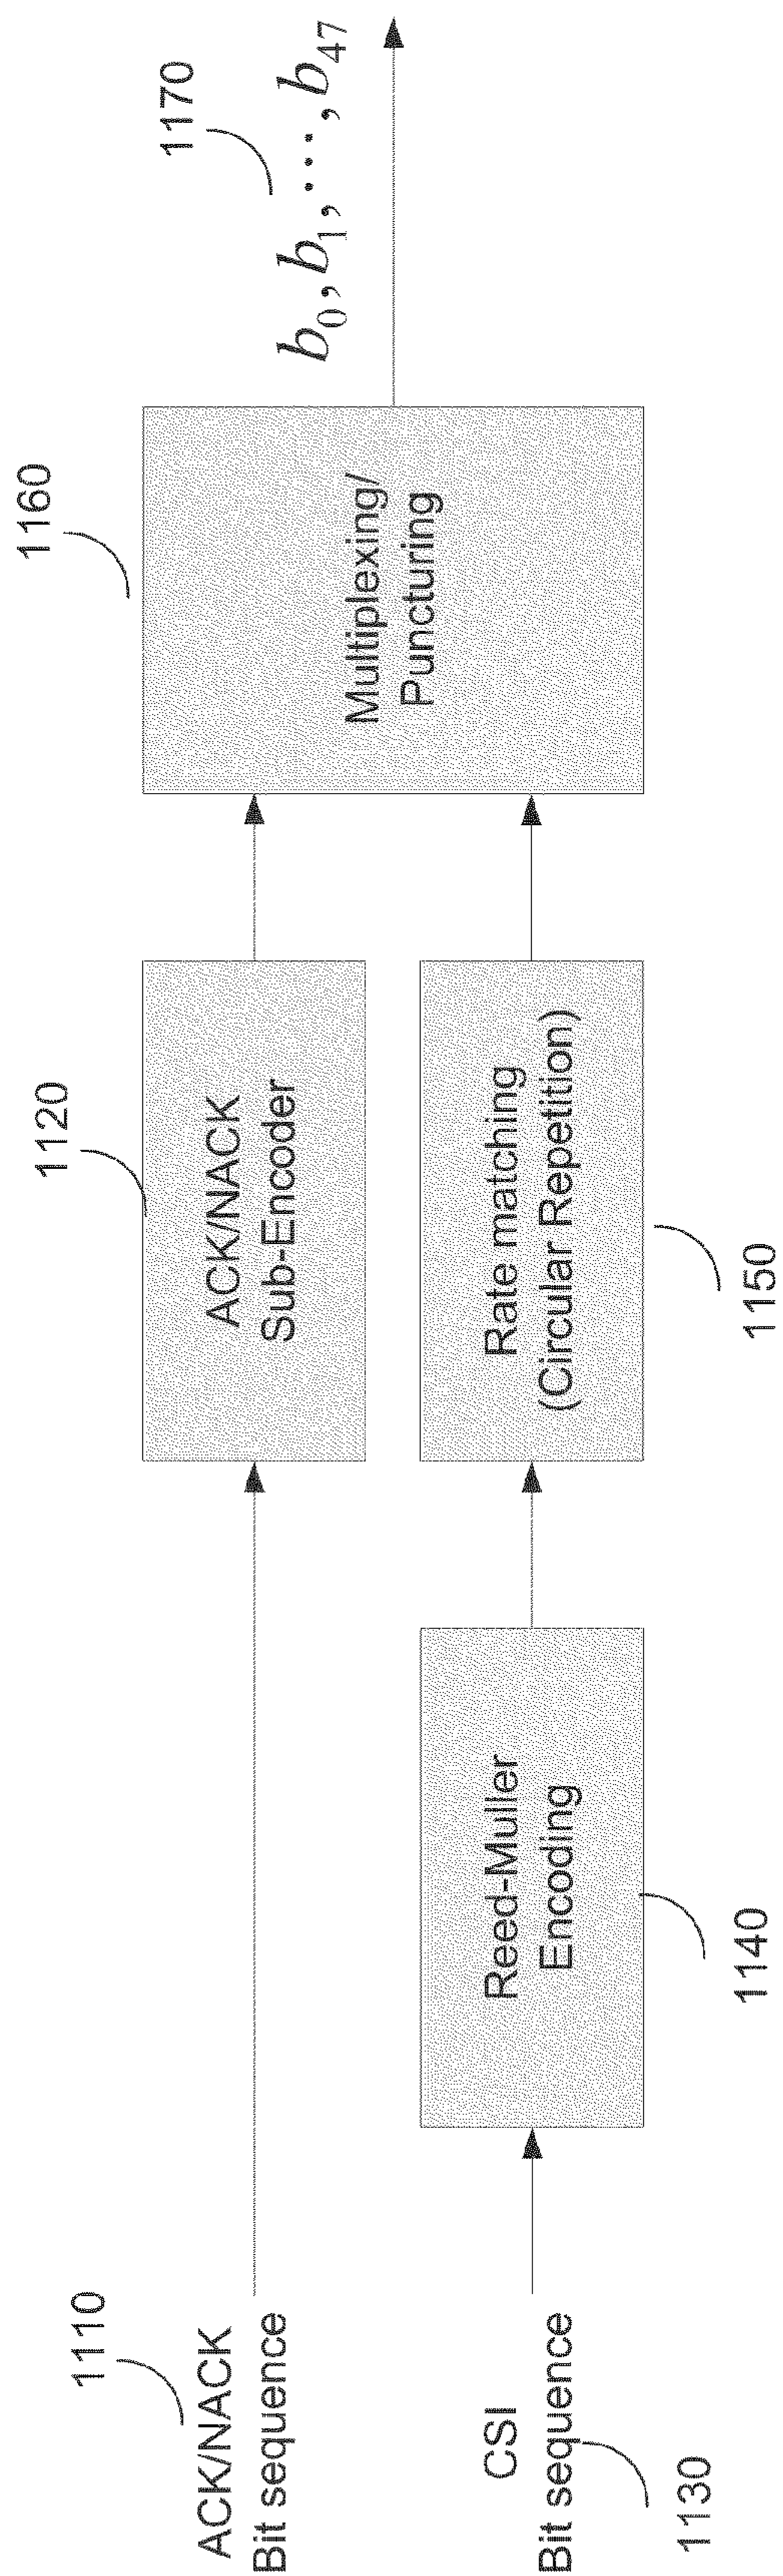 1110
ACK/NACK
Bit sequence
1120
ACK/NACK
Sub-Encoder
1160
Multiplexing/
Puncturing
1170
b₀, b₁, ···, b₄₇
CSI
Bit sequence
1130
Reed-Muller
Encoding
1140
Rate matching
(Circular Repetition)
1150